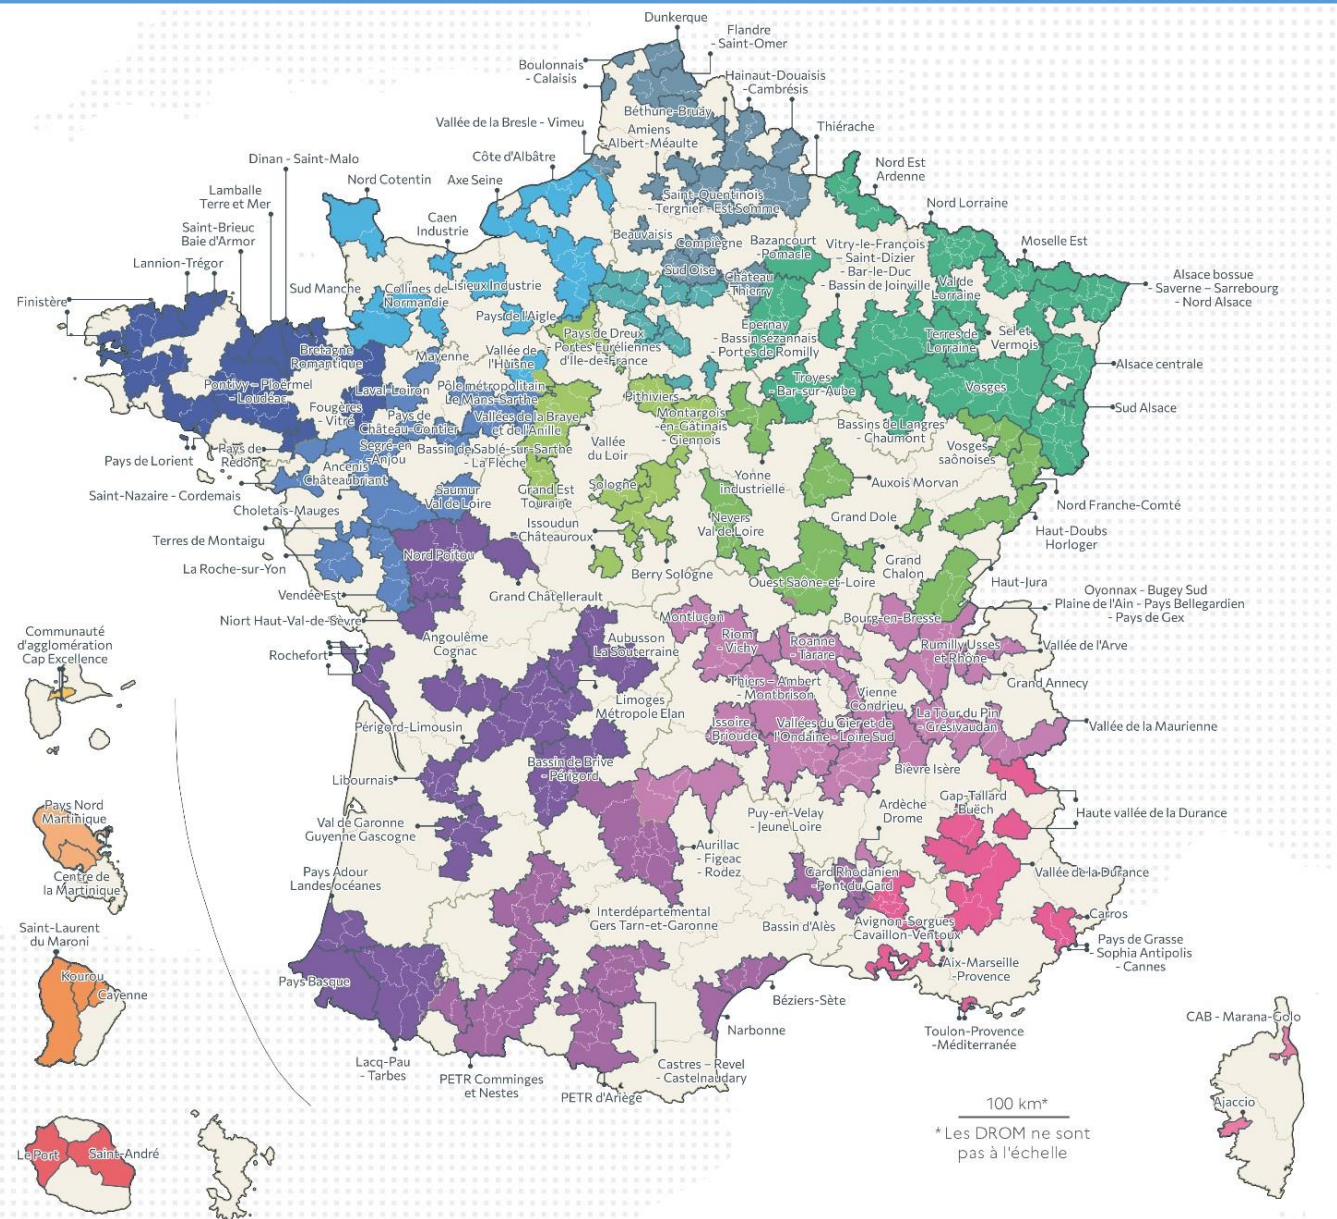 Dunkerque
Flandre
- Saint-Omer
Boulonnais
- Calaisis
Hainaut-Douaisis
-Cambrésis
Béthune-Bruay
Vallée de la Bresle - Vimeu
Amiens
- Albert-Méaulte
Thiérache
Dinan - Saint-Malo
Côte d'Albâtre
Nord Est
Ardenne
Nord Cotentin
Axe Seine
Lamballe
Terre et Mer
Saint-Quentinois
- Tergnier - Est Somme
Nord Lorraine
Caen
Industrie
Saint-Brieuc
Baie d'Armor
Beauvaisis
Compiègne
Bazancourt
-Pomacle
Vitry-le-François
- Saint-Dizier
- Bar-le-Duc
- Bassin de Joinville
Moselle Est
Lannion-Trégor
Sud Oise
Château
-Thierry
Alsace bossue
- Saverne – Sarrebourg
- Nord Alsace
Finistère
Sud Manche
Collines de
Normandie
Lisieux Industrie
Val de
Lorraine
Pays de l'Aigle
Epernay
- Bassin sézannais
- Portes de Romilly
Pays de Dreux
- Portes Euréliennes
d'Île-de-France
Terres de
Lorraine
Sel et
Vermois
Bretagne
Romantique
Mayenne
Vallée de
l'Huisne
Alsace centrale
Pontivy – Ploërmel
- Loudéac
Laval-Loiron
Pôle métropolitain
Le Mans-Sarthe
Pithiviers
Troyes
- Bar-sur-Aube
Vosges
Fougères
- Vitré
Pays de
Château-Gontier
Vallées de la Braye
et de l'Anille
Montargois
-en-Gâtinais
Giennois
Bassins de Langres
- Chaumont
Sud Alsace
Pays de Lorient
Pays de
Redon
Segré-en
-Anjou
Bassin de Sablé-sur-Sarthe
- La Flèche
Vallée
du Loir
Vosges
saônoises
Saint-Nazaire - Cordemais
Ancenis
Châteaubriant
Saumur
Val de Loire
Grand Est
Touraine
Sologne
Yonne
industrielle
Auxois Morvan
Nord Franche-Comté
Choletais-Mauges
Issoudun
-Châteauroux
Nevers
Val de Loire
Grand Dole
Haut-Doubs
Horloger
Terres de Montaigu
Nord Poitou
La Roche-sur-Yon
Berry Sologne
Ouest Saône-et-Loire
Grand
Chalon
Haut-Jura
Vendée Est
Grand Châtellerault
Oyonnax - Bugey Sud
- Plaine de l'Ain - Pays Bellegardien
- Pays de Gex
Niort Haut-Val-de-Sèvre
Montluçon
Bourg-en-Bresse
Communauté
d'agglomération
Cap Excellence
Rochefort
Angoulême
Cognac
Aubusson
La Souterraine
Riom
- Vichy
Roanne
- Tarare
Rumilly Usses
et Rhône
Vallée de l'Arve
Thiers – Ambert
- Montbrison
Grand Annecy
Limoges
Métropole Elan
Vienne
Condrieu
Périgord-Limousin
Issoire
-Brioude
Vallées du Gier et de
l'Ondaine - Loire Sud
La Tour du Pin
- Grésivaudan
Vallée de la Maurienne
Libournais
Bassin de Brive
- Périgord
Bièvre Isère
Pays Nord
Martinique
Val de Garonne
Guyenne Gascogne
Puy-en-Velay
- Jeune Loire
Ardèche
Drome
Gap-Tallard
-Buëch
Haute vallée de la Durance
Aurillac
- Figeac
- Rodez
Centre de
la Martinique
Pays Adour
Landes océanes
Gard Rhodanien
-Pont du Gard
Vallée de la Durance
Saint-Laurent
du Maroni
Interdépartemental
Gers Tarn-et-Garonne
Bassin d'Alès
Avignon-Sorgues
-Cavaillon-Ventoux
Carros
Pays de Grasse
- Sophia Antipolis
- Cannes
Kourou
Cayenne
Pays Basque
Aix-Marseille
-Provence
Béziers-Sète
Narbonne
Toulon-Provence
-Méditerranée
CAB - Marana-Golo
Lacq-Pau
- Tarbes
PETR Comminges
et Nestes
PETR d'Ariège
Castres – Revel
- Castelnaudary
100 km*
* Les DROM ne sont
pas à l'échelle
Ajaccio
Le Port
Saint-André